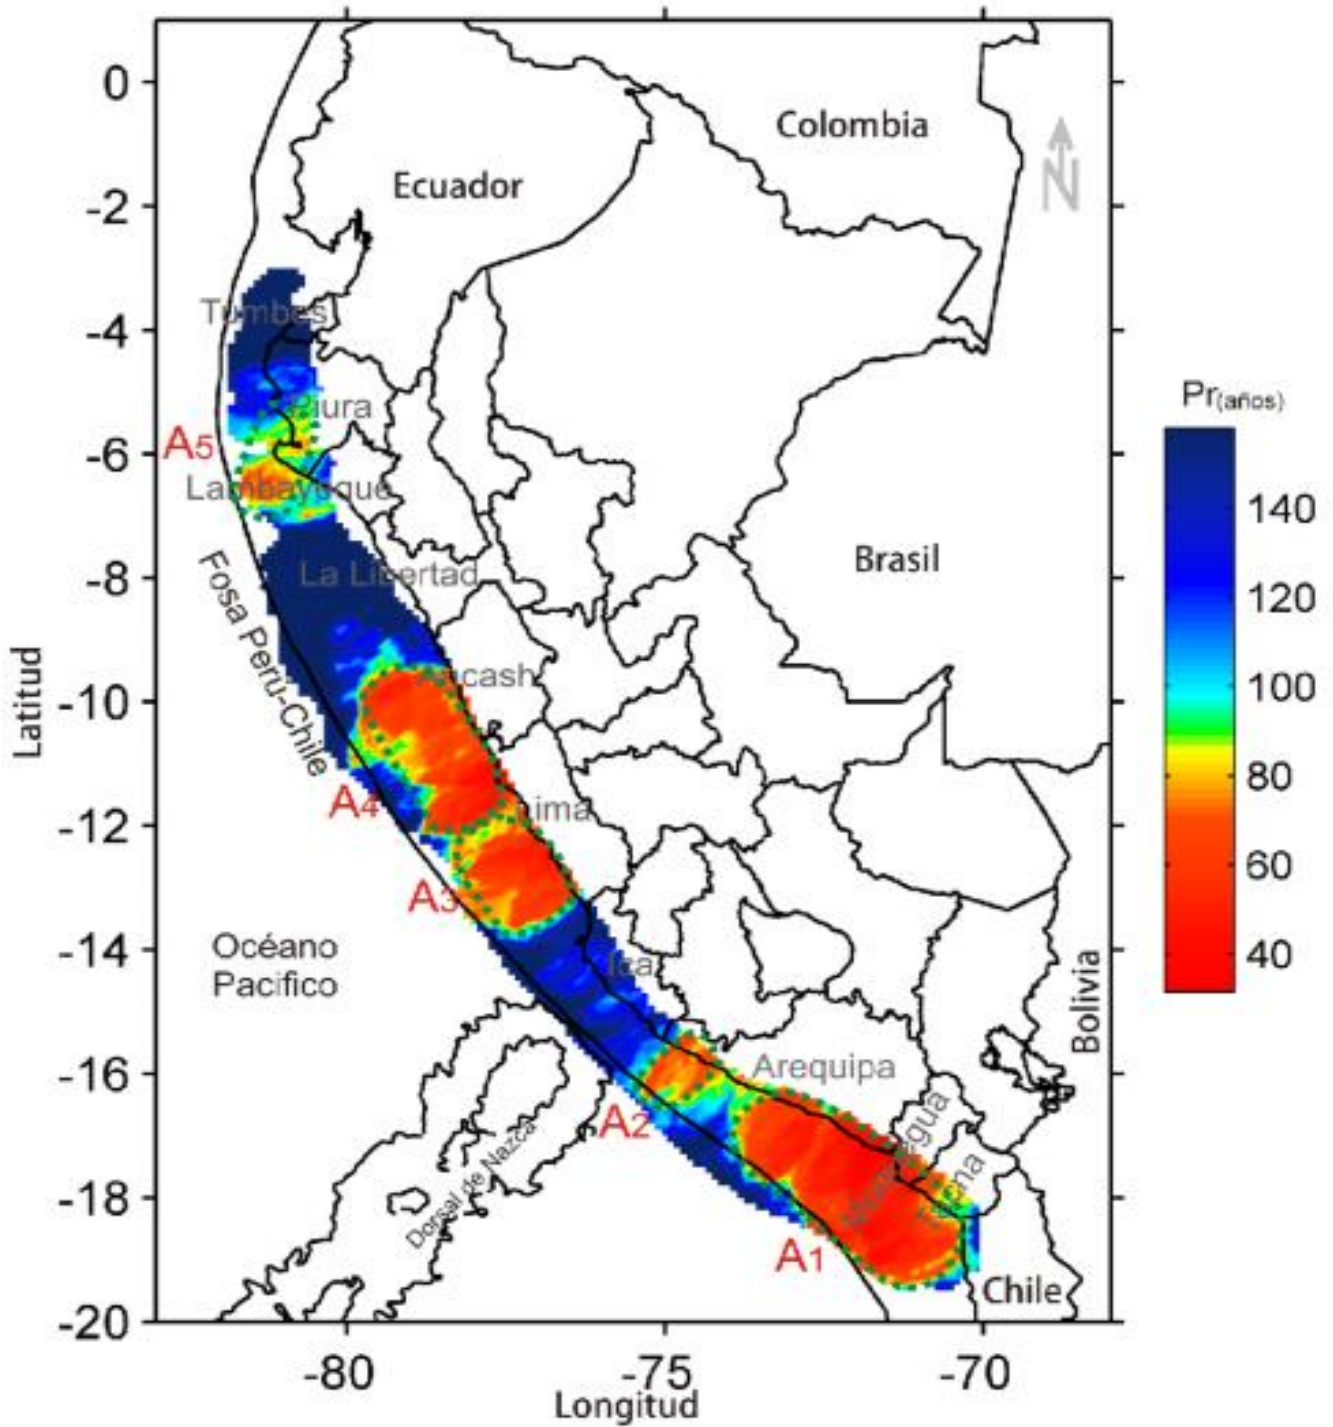 0
-2
-4
-6
-8
-10
-12
-14
-16
-18
-20
Latitud
-80
-75
-70
Longitud
Colombia
Ecuador
N
Tumbes
Piura
A5
Lambayeque
La Libertad
Brasil
Fosa Perú-Chile
Ancash
A4
Lima
A3
Océano
Pacifico
Ica
Bolivia
Arequipa
A2
Moquegua
Tacna
Dorsal de Nazca
A1
Chile
Pr(años)
140
120
100
80
60
40